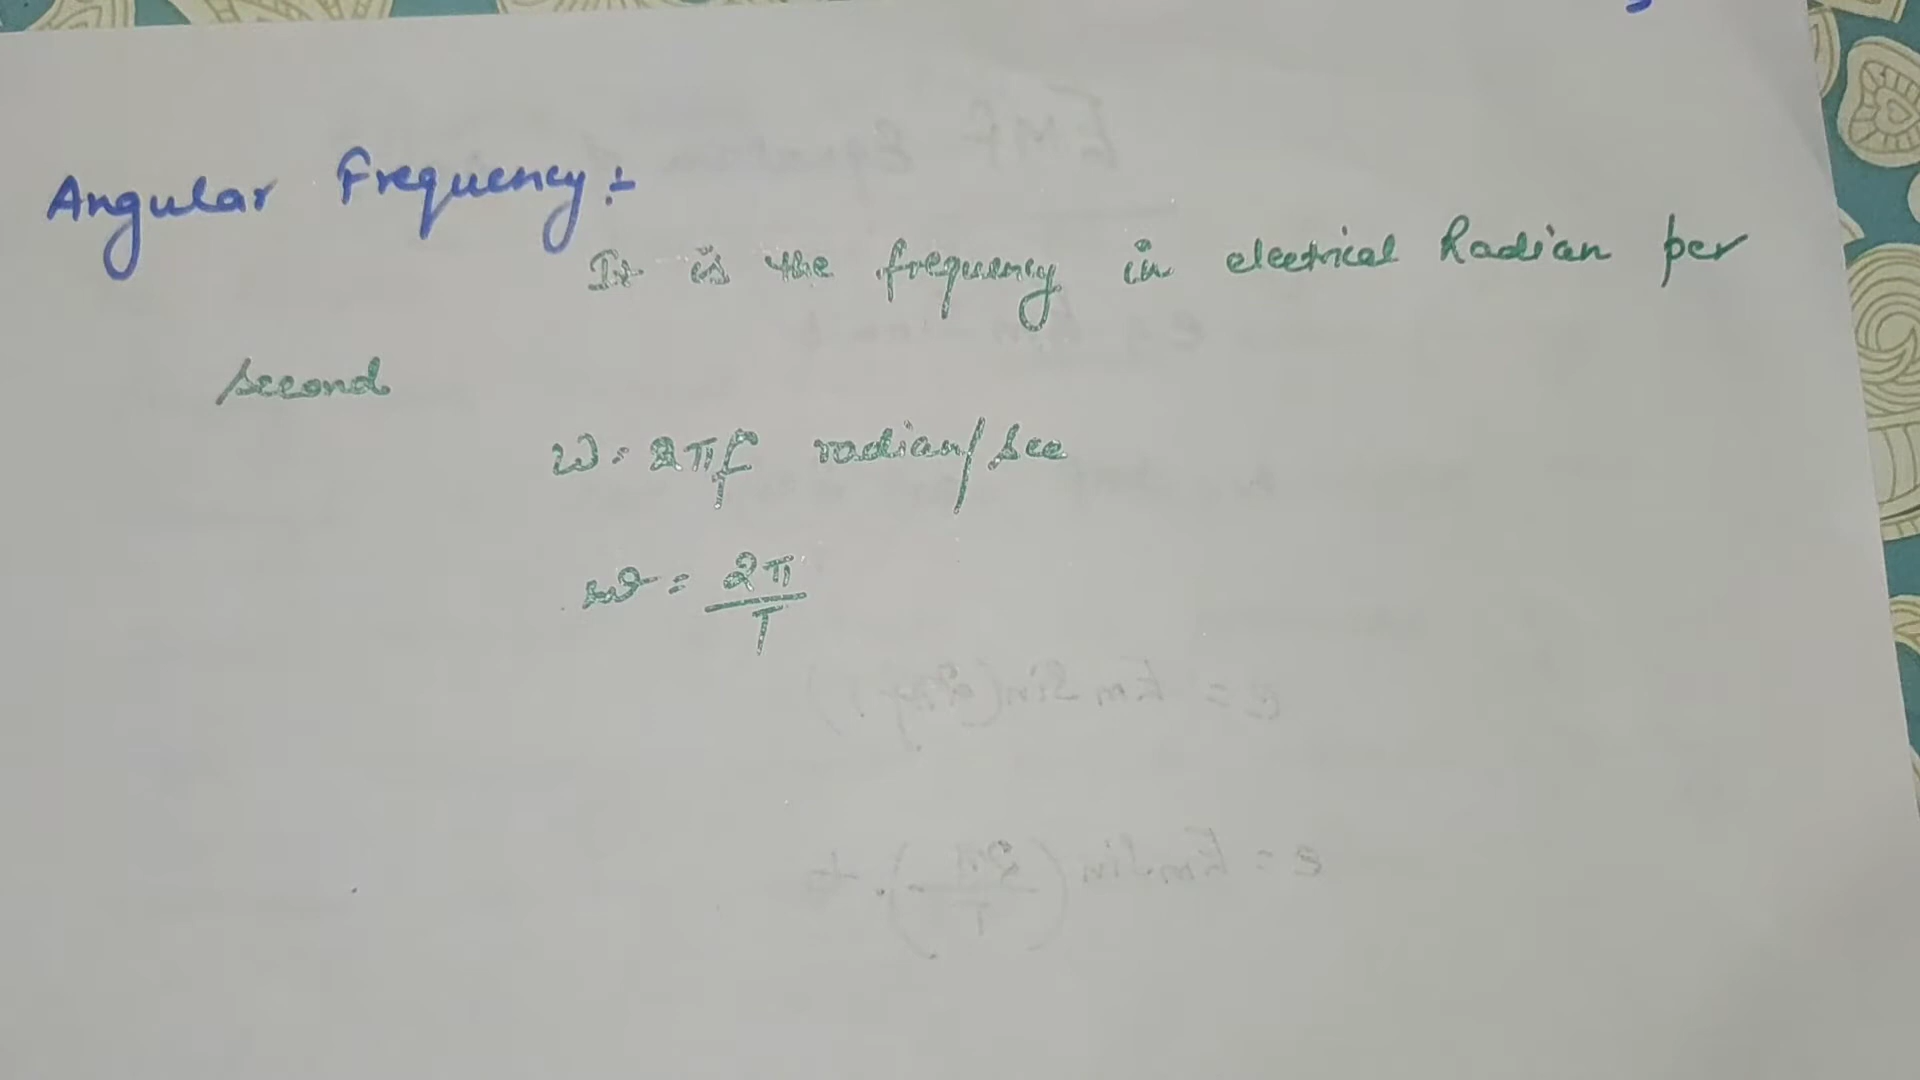 Angular Frequency:-
It is the frequency in electrical Radian per
second
ω = 2πf radian/sec
ω = 2π/T